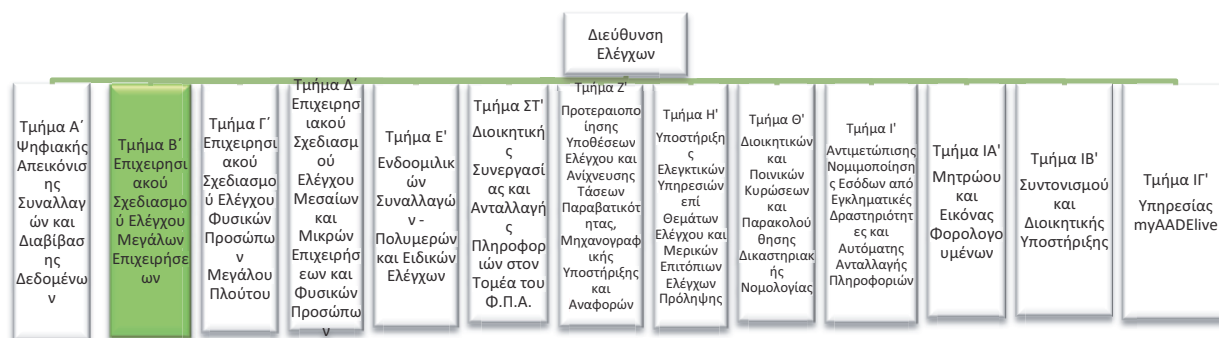 Διεύθυνση
Ελέγχων
Τμήμα Α΄
Ψηφιακής
Απεικόνισ
ης
Συναλλαγ
ών και
Διαβίβασ
ης
Δεδομένω
ν
Τμήμα Β΄
Επιχειρησι
ακού
Σχεδιασμο
ύ Ελέγχου
Μεγάλων
Επιχειρήσε
ων
Τμήμα Γ΄
Επιχειρησι
ακού
Σχεδιασμο
ύ Ελέγχου
Φυσικών
Προσώπω
ν
Μεγάλου
Πλούτου
Τμήμα Δ΄
Επιχειρησ
ιακού
Σχεδιασμ
ού
Ελέγχου
Μεσαίων
και
Μικρών
Επιχειρήσ
εων και
Φυσικών
Προσώπω
ν
Τμήμα Ε'
Ενδοομιλικ
ών
Συναλλαγώ
ν -
Πολυμερών
και Ειδικών
Ελέγχων
Τμήμα ΣΤ'
Διοικητική
ς
Συνεργασί
ας και
Ανταλλαγή
ς
Πληροφορ
ιών στον
Τομέα του
Φ.Π.Α.
Τμήμα Ζ'
Προτεραιοπο
ίησης
Υποθέσεων
Ελέγχου και
Ανίχνευσης
Τάσεων
Παραβατικότ
ητας,
Μηχανογραφ
ικής
Υποστήριξης
και
Αναφορών
Τμήμα Η'
Υποστήριξη
ς
Ελεγκτικών
Υπηρεσιών
επί
Θεμάτων
Ελέγχου και
Μερικών
Επιτόπιων
Ελέγχων
Πρόληψης
Τμήμα Θ'
Διοικητικών
και
Ποινικών
Κυρώσεων
και
Παρακολού
θησης
Δικαστηριακ
ής
Νομολογίας
Τμήμα Ι'
Αντιμετώπισης
Νομιμοποίηση
ς Εσόδων από
Εγκληματικές
Δραστηριότητ
ες και
Αυτόματης
Ανταλλαγής
Πληροφοριών
Τμήμα ΙΑ'
Μητρώου
και
Εικόνας
Φορολογο
υμένων
Τμήμα ΙΒ'
Συντονισμού
και
Διοικητικής
Υποστήριξης
Τμήμα ΙΓ'
Υπηρεσίας
myAADElive